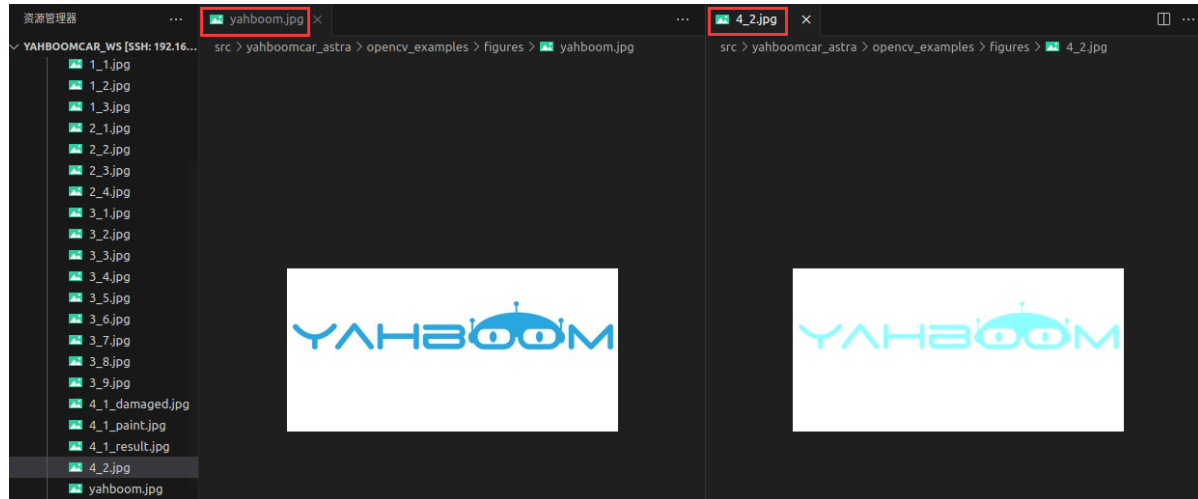 资源管理器 ···
YAHBOOMCAR_WS [SSH: 192.16...
1_1.jpg
1_2.jpg
1_3.jpg
2_1.jpg
2_2.jpg
2_3.jpg
2_4.jpg
3_1.jpg
3_2.jpg
3_3.jpg
3_4.jpg
3_5.jpg
3_6.jpg
3_7.jpg
3_8.jpg
3_9.jpg
4_1_damaged.jpg
4_1_paint.jpg
4_1_result.jpg
4_2.jpg
yahboom.jpg
yahboom.jpg ···
src > yahboomcar_astra > opencv_examples > figures > yahboom.jpg
YAHBOOM
4_2.jpg ···
src > yahboomcar_astra > opencv_examples > figures > 4_2.jpg
YAHBOOM